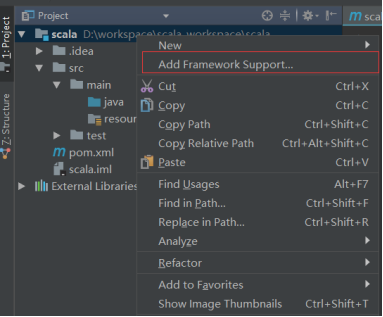 Project
scala
1: Project
Z: Structure
scala D:\workspace\scala_workspace\scala
.idea
src
main
java
resour
test
pom.xml
scala.iml
External Libraries
New
Add Framework Support...
Cut Ctrl+X
Copy Ctrl+C
Copy Path Ctrl+Shift+C
Copy Relative Path Ctrl+Alt+Shift+C
Paste Ctrl+V
Find Usages Alt+F7
Find in Path... Ctrl+Shift+F
Replace in Path... Ctrl+Shift+R
Analyze
Refactor
Add to Favorites
Show Image Thumbnails Ctrl+Shift+T